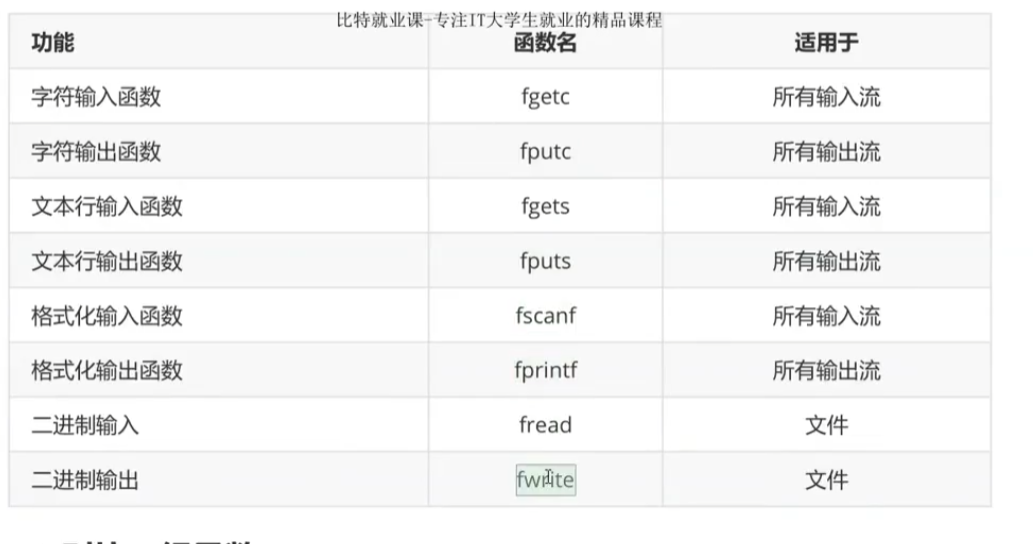 比特就业课-专注IT大学生就业的精品课程
功能 函数名 适用于
字符输入函数 fgetc 所有输入流
字符输出函数 fputc 所有输出流
文本行输入函数 fgets 所有输入流
文本行输出函数 fputs 所有输出流
格式化输入函数 fscanf 所有输入流
格式化输出函数 fprintf 所有输出流
二进制输入 fread 文件
二进制输出 fwrite 文件